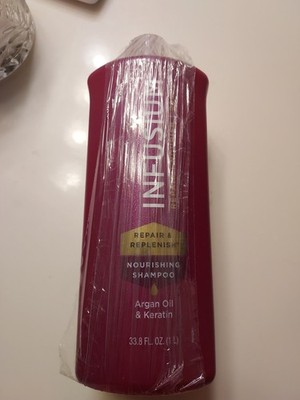 INFUSIUM
REPAIR &
REPLENISH
NOURISHING
SHAMPOO
Argan Oil
& Keratin
33.8 FL. OZ. (1 L)